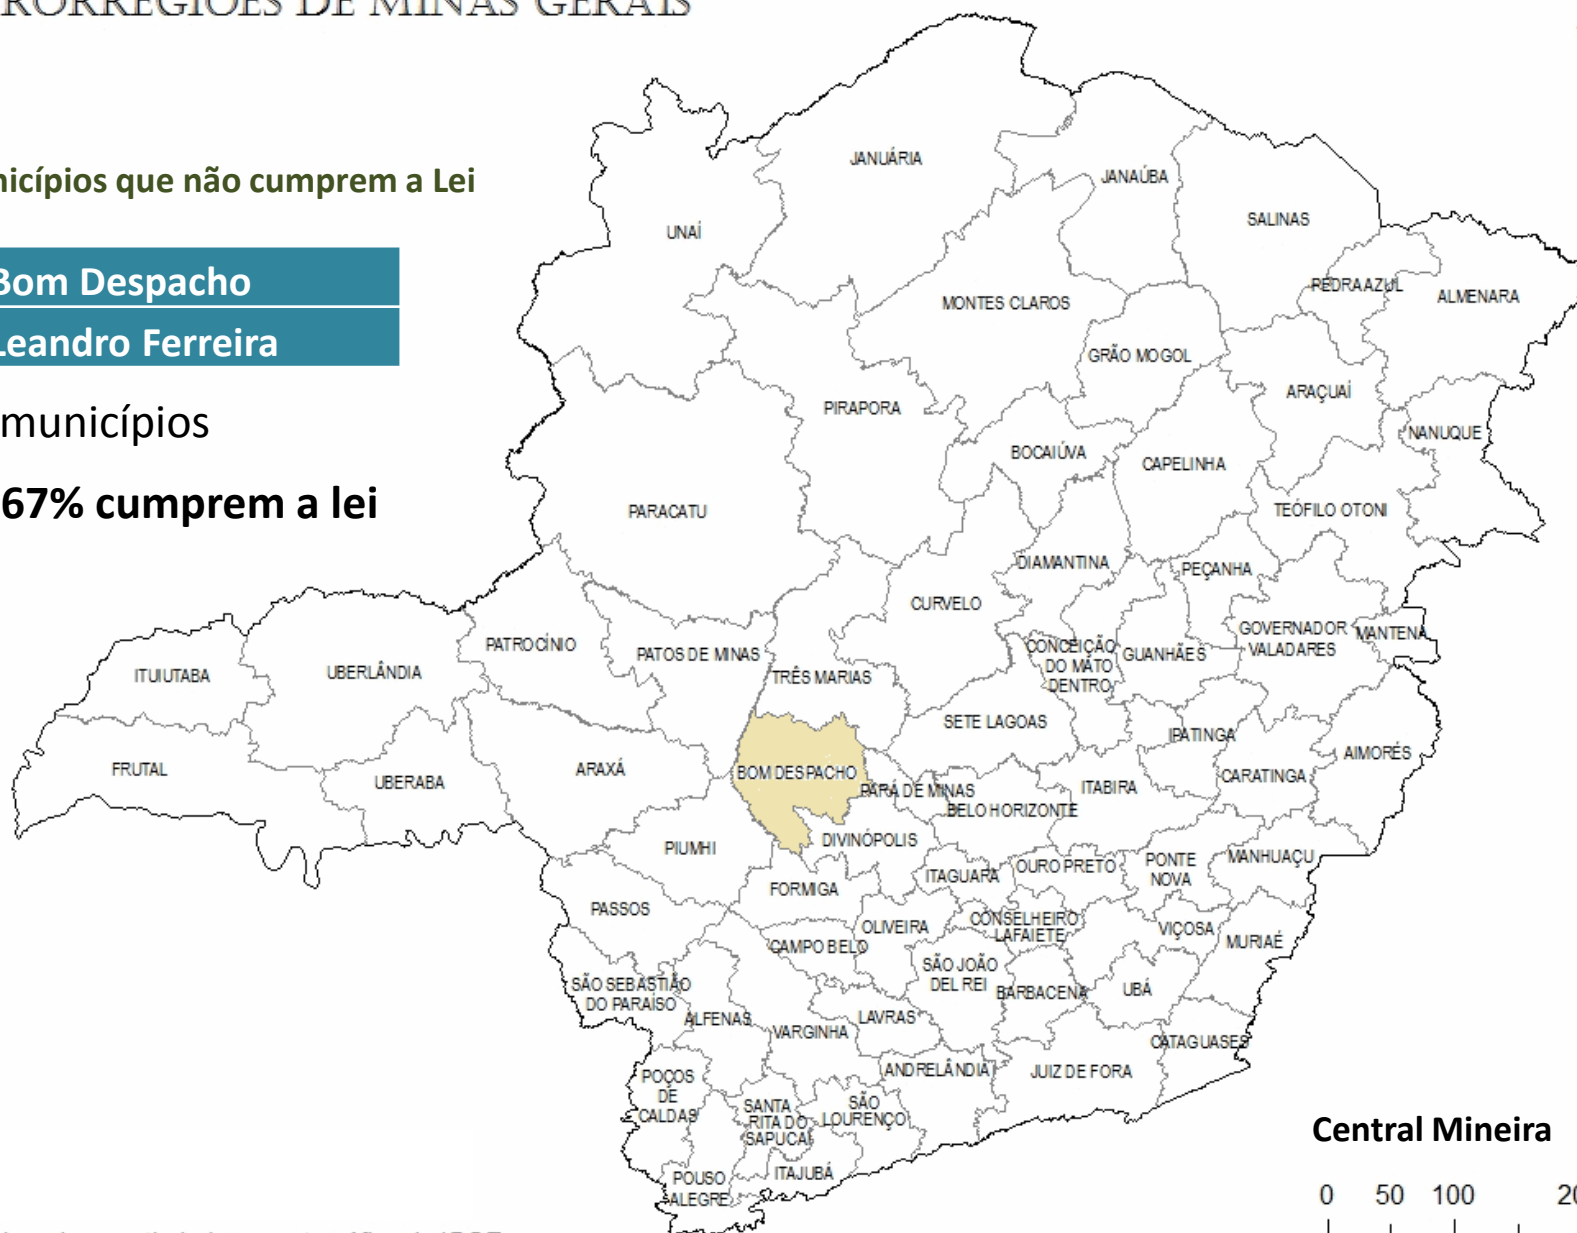 RORREGIÕES DE MINAS GERAIS
nicípios que não cumprem a Lei
Bom Despacho
Leandro Ferreira
municípios
67% cumprem a lei
JANUÁRIA
JANAÚBA
SALINAS
UNAÍ
PEDRA AZUL
ALMENARA
MONTES CLAROS
GRÃO MOGOL
ARAÇUAÍ
PIRAPORA
NANUQUE
BOCAIÚVA
CAPELINHA
PARACATU
TEÓFILO OTONI
DIAMANTINA
PEÇANHA
CURVELO
GOVERNADOR
VALADARES
MANTENA
PATROCÍNIO
PATOS DE MINAS
CONCEIÇÃO
DO MATO
DENTRO
GUANHÃES
ITUIUTABA
UBERLÂNDIA
TRÊS MARIAS
SETE LAGOAS
IPATINGA
AIMORÉS
FRUTAL
UBERABA
ARAXÁ
BOM DESPACHO
CARATINGA
PARÁ DE MINAS
ITABIRA
BELO HORIZONTE
PIUMHI
DIVINÓPOLIS
MANHUAÇU
ITAGUARA
OURO PRETO
PONTE
NOVA
FORMIGA
PASSOS
OLIVEIRA
CONSELHEIRO
LAFAIETE
VIÇOSA
MURIAÉ
CAMPO BELO
SÃO JOÃO
DEL REI
SÃO SEBASTIÃO
DO PARAÍSO
BARBACENA
UBÁ
ALFENAS
VARGINHA
LAVRAS
CATAGUASES
ANDRELÂNDIA
JUIZ DE FORA
POÇOS
DE
CALDAS
SANTA
RITA DO
SAPUCAÍ
SÃO
LOURENÇO
POUSO
ALEGRE
ITAJUBÁ
Central Mineira
0 50 100 20